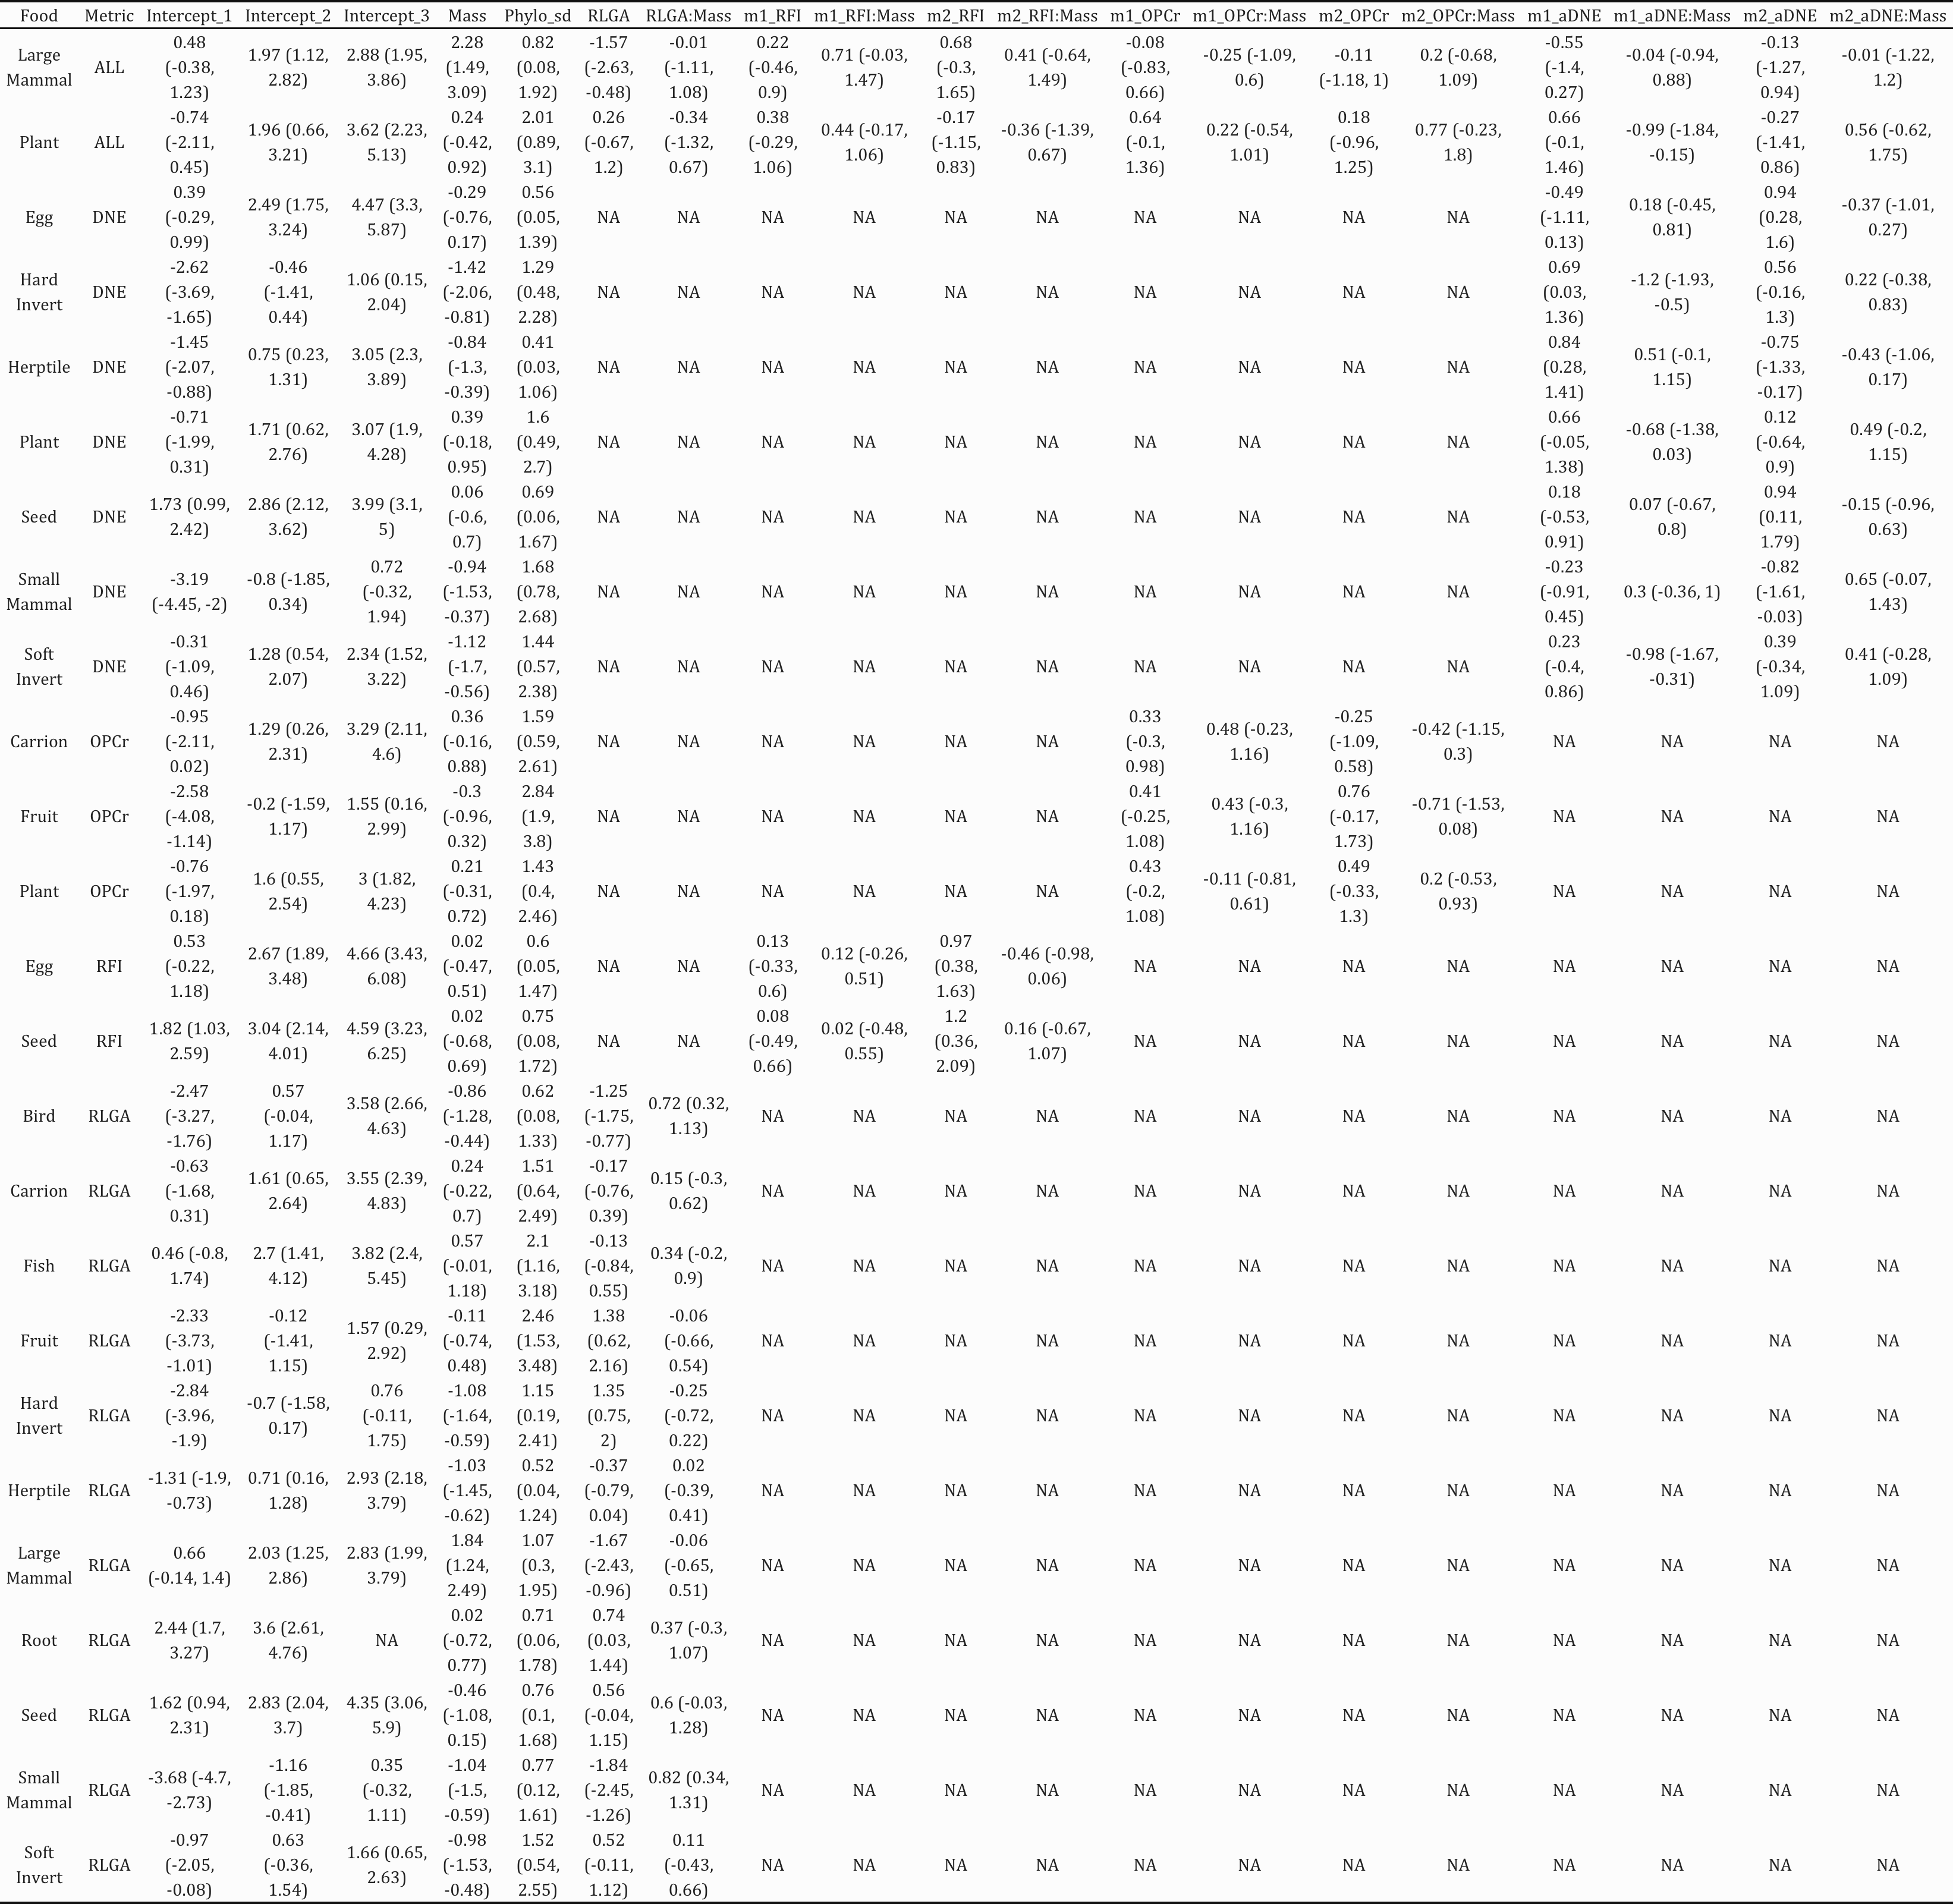 Food Metric Intercept_1 Intercept_2 Intercept_3 Mass Phylo_sd RLGA RLGA:Mass m1_RFI m1_RFI:Mass m2_RFI m2_RFI:Mass m1_OPCr m1_OPCr:Mass m2_OPCr m2_OPCr:Mass m1_aDNE m1_aDNE:Mass m2_aDNE m2_aDNE:Mass
Large Mammal ALL 0.48 (-0.38, 1.23) 1.97 (1.12, 2.82) 2.88 (1.95, 3.86) 2.28 (1.49, 3.09) 0.82 (0.08, 1.92) -1.57 (-2.63, -0.48) -0.01 (-1.11, 1.08) 0.22 (-0.46, 0.9) 0.71 (-0.03, 1.47) 0.68 (-0.3, 1.65) 0.41 (-0.64, 1.49) -0.08 (-0.83, 0.66) -0.25 (-1.09, 0.6) -0.11 (-1.18, 1) 0.2 (-0.68, 1.09) -0.55 (-1.4, 0.27) -0.04 (-0.94, 0.88) -0.13 (-1.27, 0.94) -0.01 (-1.22, 1.2)
Plant ALL -0.74 (-2.11, 0.45) 1.96 (0.66, 3.21) 3.62 (2.23, 5.13) 0.24 (-0.42, 0.92) 2.01 (0.89, 3.1) 0.26 (-0.67, 1.2) -0.34 (-1.32, 0.67) 0.38 (-0.29, 1.06) 0.44 (-0.17, 1.06) -0.17 (-1.15, 0.83) -0.36 (-1.39, 0.67) 0.64 (-0.1, 1.36) 0.22 (-0.54, 1.01) 0.18 (-0.96, 1.25) 0.77 (-0.23, 1.8) 0.66 (-0.1, 1.46) -0.99 (-1.84, -0.15) -0.27 (-1.41, 0.86) 0.56 (-0.62, 1.75)
Egg DNE 0.39 (-0.29, 0.99) 2.49 (1.75, 3.24) 4.47 (3.3, 5.87) -0.29 (-0.76, 0.17) 0.56 (0.05, 1.39) NA NA NA NA NA NA NA NA NA NA -0.49 (-1.11, 0.13) 0.18 (-0.45, 0.81) 0.94 (0.28, 1.6) -0.37 (-1.01, 0.27)
Hard Invert DNE -2.62 (-3.69, -1.65) -0.46 (-1.41, 0.44) 1.06 (0.15, 2.04) -1.42 (-2.06, -0.81) 1.29 (0.48, 2.28) NA NA NA NA NA NA NA NA NA NA 0.69 (0.03, 1.36) -1.2 (-1.93, -0.5) 0.56 (-0.16, 1.3) 0.22 (-0.38, 0.83)
Herptile DNE -1.45 (-2.07, -0.88) 0.75 (0.23, 1.31) 3.05 (2.3, 3.89) -0.84 (-1.3, -0.39) 0.41 (0.03, 1.06) NA NA NA NA NA NA NA NA NA NA 0.84 (0.28, 1.41) 0.51 (-0.1, 1.15) -0.75 (-1.33, -0.17) -0.43 (-1.06, 0.17)
Plant DNE -0.71 (-1.99, 0.31) 1.71 (0.62, 2.76) 3.07 (1.9, 4.28) 0.39 (-0.18, 0.95) 1.6 (0.49, 2.7) NA NA NA NA NA NA NA NA NA NA 0.66 (-0.05, 1.38) -0.68 (-1.38, 0.03) 0.12 (-0.64, 0.9) 0.49 (-0.2, 1.15)
Seed DNE 1.73 (0.99, 2.42) 2.86 (2.12, 3.62) 3.99 (3.1, 5) 0.06 (-0.6, 0.7) 0.69 (0.06, 1.67) NA NA NA NA NA NA NA NA NA NA 0.18 (-0.53, 0.91) 0.07 (-0.67, 0.8) 0.94 (0.11, 1.79) -0.15 (-0.96, 0.63)
Small Mammal DNE -3.19 (-4.45, -2) -0.8 (-1.85, 0.34) 0.72 (-0.32, 1.94) -0.94 (-1.53, -0.37) 1.68 (0.78, 2.68) NA NA NA NA NA NA NA NA NA NA -0.23 (-0.91, 0.45) 0.3 (-0.36, 1) -0.82 (-1.61, -0.03) 0.65 (-0.07, 1.43)
Soft Invert DNE -0.31 (-1.09, 0.46) 1.28 (0.54, 2.07) 2.34 (1.52, 3.22) -1.12 (-1.7, -0.56) 1.44 (0.57, 2.38) NA NA NA NA NA NA NA NA NA NA 0.23 (-0.4, 0.86) -0.98 (-1.67, -0.31) 0.39 (-0.34, 1.09) 0.41 (-0.28, 1.09)
Carrion OPCr -0.95 (-2.11, 0.02) 1.29 (0.26, 2.31) 3.29 (2.11, 4.6) 0.36 (-0.16, 0.88) 1.59 (0.59, 2.61) NA NA NA NA NA NA 0.33 (-0.3, 0.98) 0.48 (-0.23, 1.16) -0.25 (-1.09, 0.58) -0.42 (-1.15, 0.3) NA NA NA NA
Fruit OPCr -2.58 (-4.08, -1.14) -0.2 (-1.59, 1.17) 1.55 (0.16, 2.99) -0.3 (-0.96, 0.32) 2.84 (1.9, 3.8) NA NA NA NA NA NA 0.41 (-0.25, 1.08) 0.43 (-0.3, 1.16) 0.76 (-0.17, 1.73) -0.71 (-1.53, 0.08) NA NA NA NA
Plant OPCr -0.76 (-1.97, 0.18) 1.6 (0.55, 2.54) 3 (1.82, 4.23) 0.21 (-0.31, 0.72) 1.43 (0.4, 2.46) NA NA NA NA NA NA 0.43 (-0.2, 1.08) -0.11 (-0.81, 0.61) 0.49 (-0.33, 1.3) 0.2 (-0.53, 0.93) NA NA NA NA
Egg RFI 0.53 (-0.22, 1.18) 2.67 (1.89, 3.48) 4.66 (3.43, 6.08) 0.02 (-0.47, 0.51) 0.6 (0.05, 1.47) NA NA 0.13 (-0.33, 0.6) 0.12 (-0.26, 0.51) 0.97 (0.38, 1.63) -0.46 (-0.98, 0.06) NA NA NA NA NA NA NA NA
Seed RFI 1.82 (1.03, 2.59) 3.04 (2.14, 4.01) 4.59 (3.23, 6.25) 0.02 (-0.68, 0.69) 0.75 (0.08, 1.72) NA NA 0.08 (-0.49, 0.66) 0.02 (-0.48, 0.55) 1.2 (0.36, 2.09) 0.16 (-0.67, 1.07) NA NA NA NA NA NA NA NA
Bird RLGA -2.47 (-3.27, -1.76) 0.57 (-0.04, 1.17) 3.58 (2.66, 4.63) -0.86 (-1.28, -0.44) 0.62 (0.08, 1.33) -1.25 (-1.75, -0.77) 0.72 (0.32, 1.13) NA NA NA NA NA NA NA NA NA NA NA NA
Carrion RLGA -0.63 (-1.68, 0.31) 1.61 (0.65, 2.64) 3.55 (2.39, 4.83) 0.24 (-0.22, 0.7) 1.51 (0.64, 2.49) -0.17 (-0.76, 0.39) 0.15 (-0.3, 0.62) NA NA NA NA NA NA NA NA NA NA NA NA
Fish RLGA 0.46 (-0.8, 1.74) 2.7 (1.41, 4.12) 3.82 (2.4, 5.45) 0.57 (-0.01, 1.18) 2.1 (1.16, 3.18) -0.13 (-0.84, 0.55) 0.34 (-0.2, 0.9) NA NA NA NA NA NA NA NA NA NA NA NA
Fruit RLGA -2.33 (-3.73, -1.01) -0.12 (-1.41, 1.15) 1.57 (0.29, 2.92) -0.11 (-0.74, 0.48) 2.46 (1.53, 3.48) 1.38 (0.62, 2.16) -0.06 (-0.66, 0.54) NA NA NA NA NA NA NA NA NA NA NA NA
Hard Invert RLGA -2.84 (-3.96, -1.9) -0.7 (-1.58, 0.17) 0.76 (-0.11, 1.75) -1.08 (-1.64, -0.59) 1.15 (0.19, 2.41) 1.35 (0.75, 2) -0.25 (-0.72, 0.22) NA NA NA NA NA NA NA NA NA NA NA NA
Herptile RLGA -1.31 (-1.9, -0.73) 0.71 (0.16, 1.28) 2.93 (2.18, 3.79) -1.03 (-1.45, -0.62) 0.52 (0.04, 1.24) -0.37 (-0.79, 0.04) 0.02 (-0.39, 0.41) NA NA NA NA NA NA NA NA NA NA NA NA
Large Mammal RLGA 0.66 (-0.14, 1.4) 2.03 (1.25, 2.86) 2.83 (1.99, 3.79) 1.84 (1.24, 2.49) 1.07 (0.3, 1.95) -1.67 (-2.43, -0.96) -0.06 (-0.65, 0.51) NA NA NA NA NA NA NA NA NA NA NA NA
Root RLGA 2.44 (1.7, 3.27) 3.6 (2.61, 4.76) NA 0.02 (-0.72, 0.77) 0.71 (0.06, 1.78) 0.74 (0.03, 1.44) 0.37 (-0.3, 1.07) NA NA NA NA NA NA NA NA NA NA NA NA
Seed RLGA 1.62 (0.94, 2.31) 2.83 (2.04, 3.7) 4.35 (3.06, 5.9) -0.46 (-1.08, 0.15) 0.76 (0.1, 1.68) 0.56 (-0.04, 1.15) 0.6 (-0.03, 1.28) NA NA NA NA NA NA NA NA NA NA NA NA
Small Mammal RLGA -3.68 (-4.7, -2.73) -1.16 (-1.85, -0.41) 0.35 (-0.32, 1.11) -1.04 (-1.5, -0.59) 0.77 (0.12, 1.61) -1.84 (-2.45, -1.26) 0.82 (0.34, 1.31) NA NA NA NA NA NA NA NA NA NA NA NA
Soft Invert RLGA -0.97 (-2.05, -0.08) 0.63 (-0.36, 1.54) 1.66 (0.65, 2.63) -0.98 (-1.53, -0.48) 1.52 (0.54, 2.55) 0.52 (-0.11, 1.12) 0.11 (-0.43, 0.66) NA NA NA NA NA NA NA NA NA NA NA NA